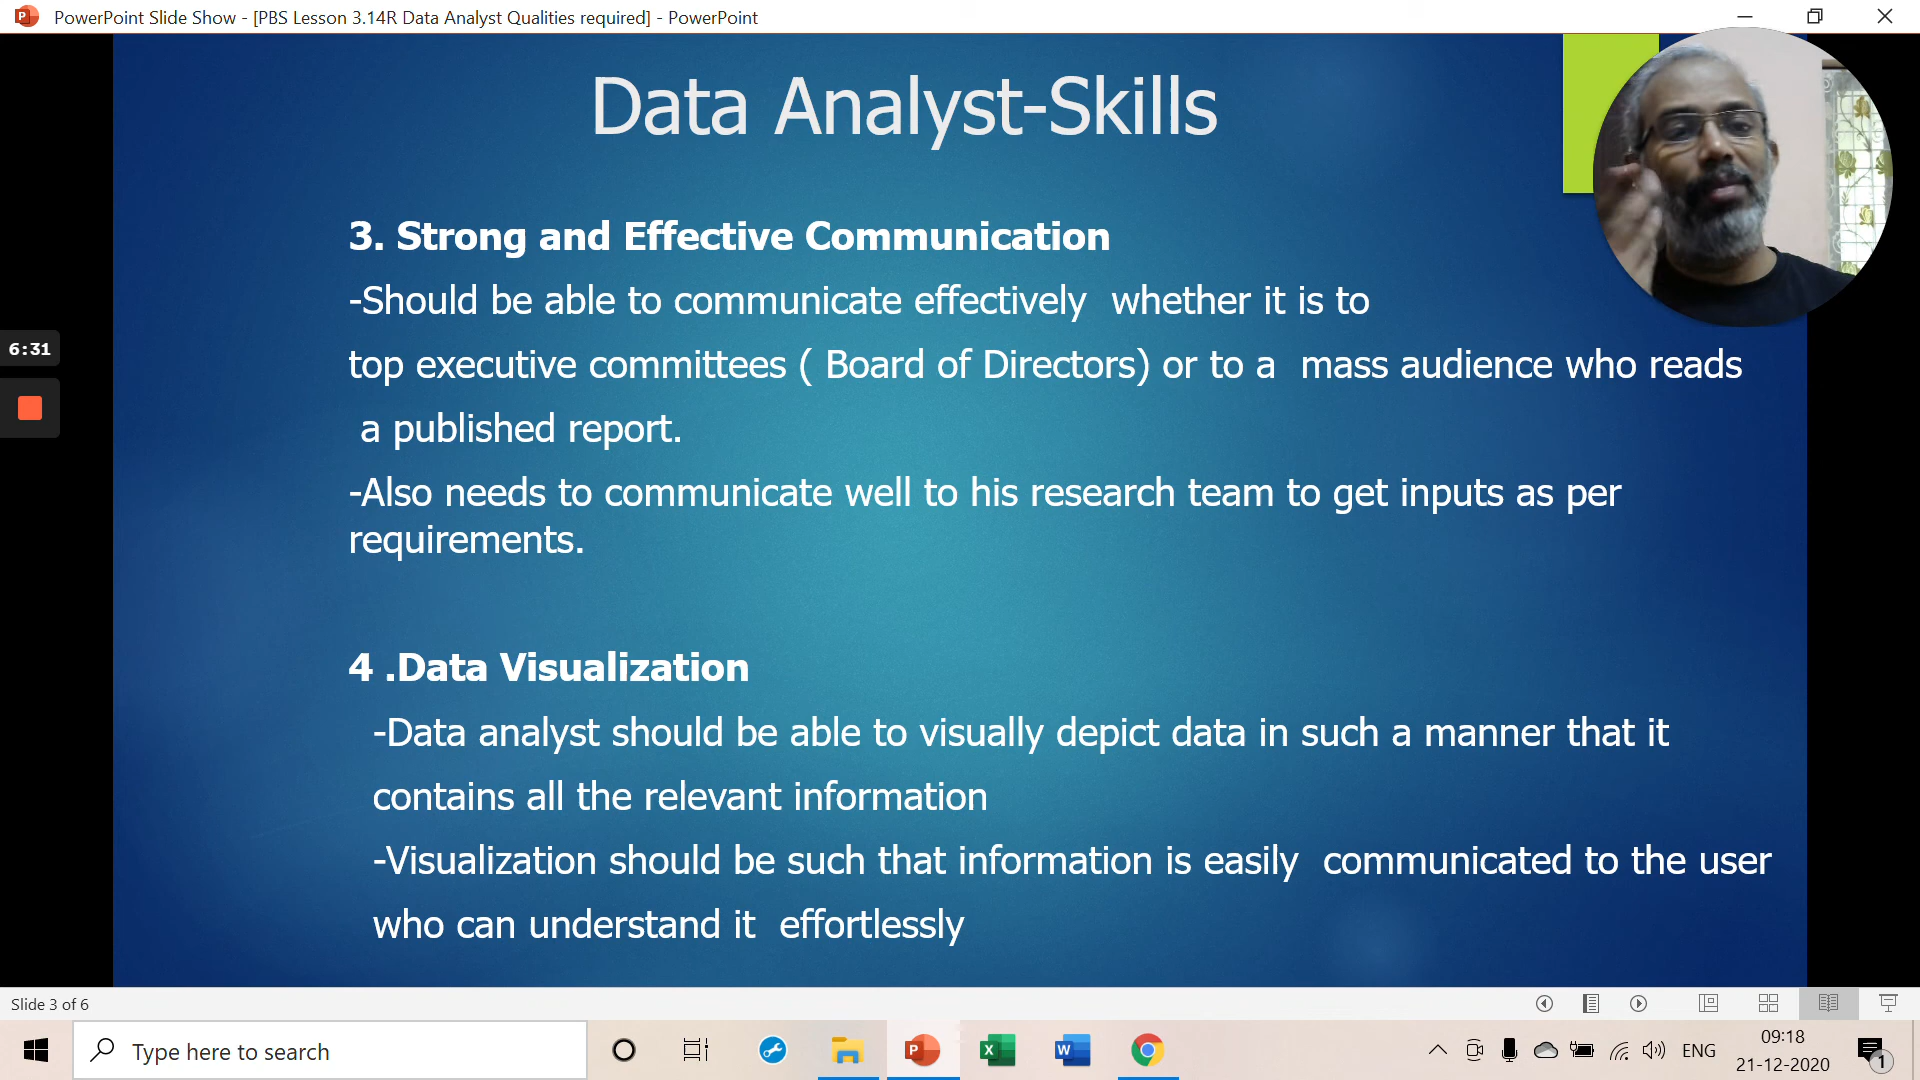 PowerPoint Slide Show - [PBS Lesson 3.14R Data Analyst Qualities required] - PowerPoint
Data Analyst-Skills
3. Strong and Effective Communication
-Should be able to communicate effectively  whether it is to
top executive committees ( Board of Directors) or to a  mass audience who reads
a published report.
-Also needs to communicate well to his research team to get inputs as per
requirements.
6:31
4 .Data Visualization
-Data analyst should be able to visually depict data in such a manner that it
contains all the relevant information
-Visualization should be such that information is easily  communicated to the user
who can understand it  effortlessly
Slide 3 of 6
Type here to search
ENG
09:18
21-12-2020
1